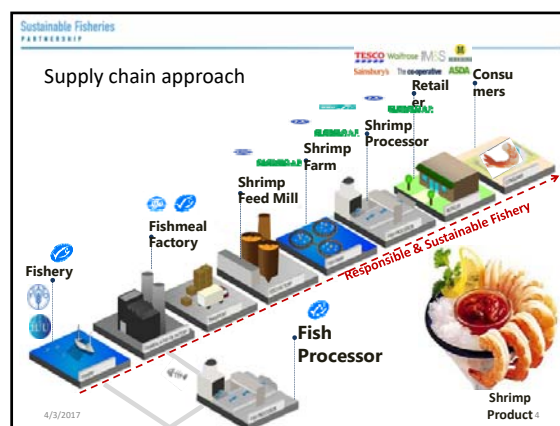 Sustainable Fisheries
PARTNERSHIP
Supply chain approach
TESCO Waitrose M&S
Sainsbury's The co-operative ASDA
Consu
mers
Retail
er
Shrimp
Processor
Shrimp
Farm
Shrimp
Feed Mill
Fishmeal
Factory
Fishery
Responsible & Sustainable Fishery
Fish
Processor
Shrimp
Product
4/3/2017
4